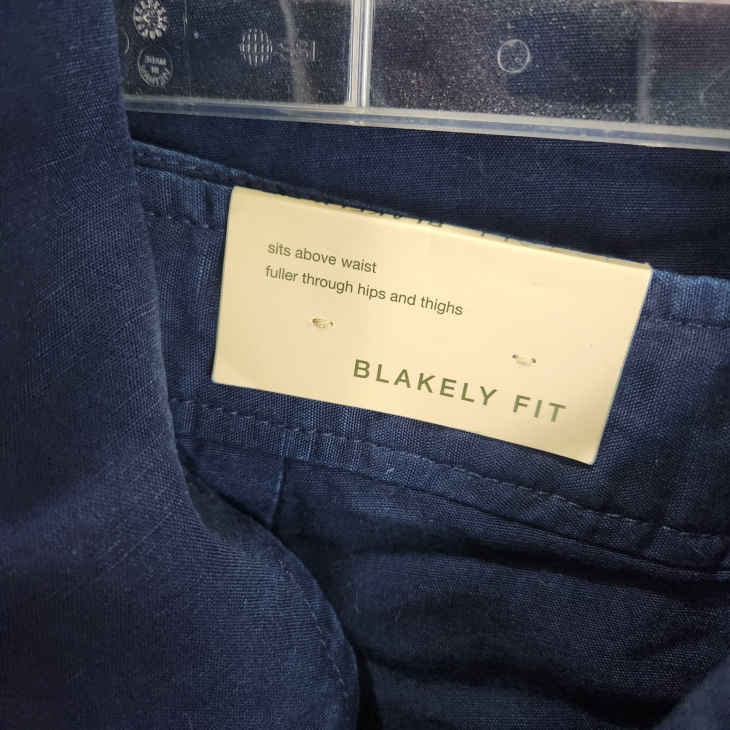 sits above waist
fuller through hips and thighs
BLAKELY FIT